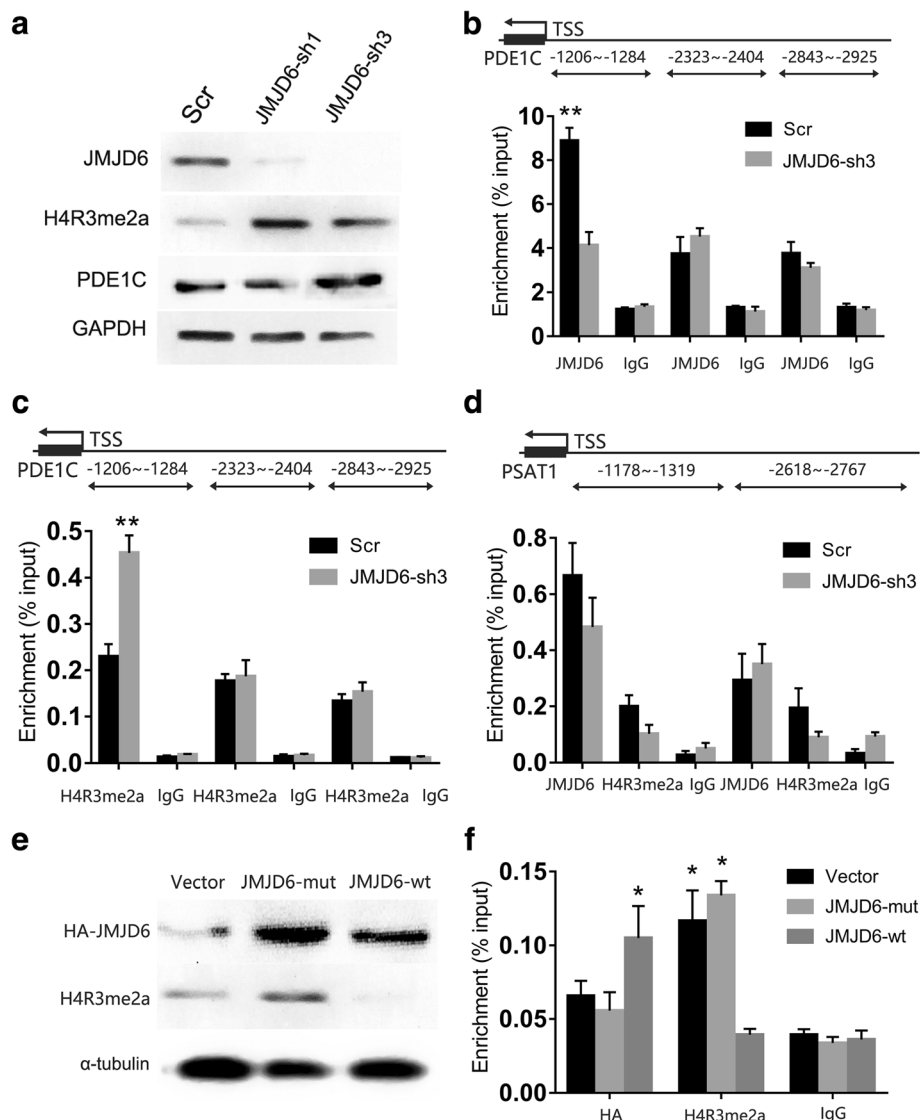 a
Scr
JMJD6-sh1
JMJD6-sh3
JMJD6
H4R3me2a
PDE1C
GAPDH
b
TSS
PDE1C -1206~-1284 -2323~-2404 -2843~-2925
Enrichment (% input)
10
8
6
4
2
0
**
Scr
JMJD6-sh3
JMJD6 IgG JMJD6 IgG JMJD6 IgG
c
TSS
PDE1C -1206~-1284 -2323~-2404 -2843~-2925
Enrichment (% input)
0.5
0.4
0.3
0.2
0.1
0.0
**
Scr
JMJD6-sh3
H4R3me2a IgG H4R3me2a IgG H4R3me2a IgG
d
TSS
PSAT1 -1178~-1319 -2618~-2767
Enrichment (% input)
0.8
0.6
0.4
0.2
0.0
Scr
JMJD6-sh3
JMJD6 H4R3me2a IgG JMJD6 H4R3me2a IgG
e
Vector JMJD6-mut JMJD6-wt
HA-JMJD6
H4R3me2a
α-tubulin
f
Enrichment (% input)
0.15
0.10
0.05
0.00
* * *
Vector
JMJD6-mut
JMJD6-wt
HA H4R3me2a IgG